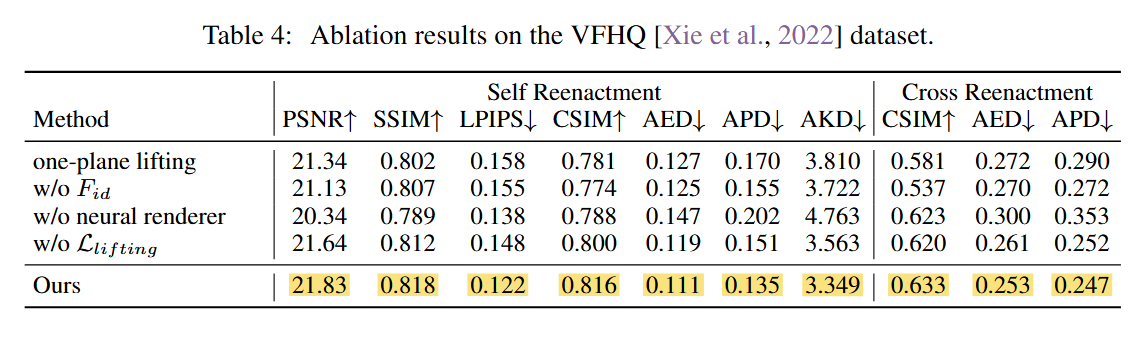 Table 4: Ablation results on the VFHQ [Xie et al., 2022] dataset.
Self Reenactment Cross Reenactment
Method PSNR↑ SSIM↑ LPIPS↓ CSIM↑ AED↓ APD↓ AKD↓ CSIM↑ AED↓ APD↓
one-plane lifting 21.34 0.802 0.158 0.781 0.127 0.170 3.810 0.581 0.272 0.290
w/o F_id 21.13 0.807 0.155 0.774 0.125 0.155 3.722 0.537 0.270 0.272
w/o neural renderer 20.34 0.789 0.138 0.788 0.147 0.202 4.763 0.623 0.300 0.353
w/o ℒ_lifting 21.64 0.812 0.148 0.800 0.119 0.151 3.563 0.620 0.261 0.252
Ours 21.83 0.818 0.122 0.816 0.111 0.135 3.349 0.633 0.253 0.247